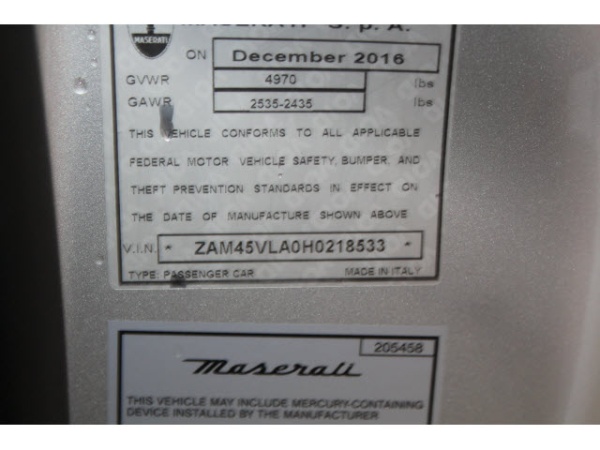 MASERATI S.p.A.
MASERATI
ON December 2016
GVWR 4970 lbs
GAWR 2535-2435 lbs
THIS VEHICLE CONFORMS TO ALL APPLICABLE
FEDERAL MOTOR VEHICLE SAFETY, BUMPER, AND
THEFT PREVENTION STANDARDS IN EFFECT ON
THE DATE OF MANUFACTURE SHOWN ABOVE
V.I.N. * ZAM45VLA0H0218533 *
TYPE: PASSENGER CAR MADE IN ITALY
205458
Maserati
THIS VEHICLE MAY INCLUDE MERCURY-CONTAINING
DEVICE INSTALLED BY THE MANUFACTURER